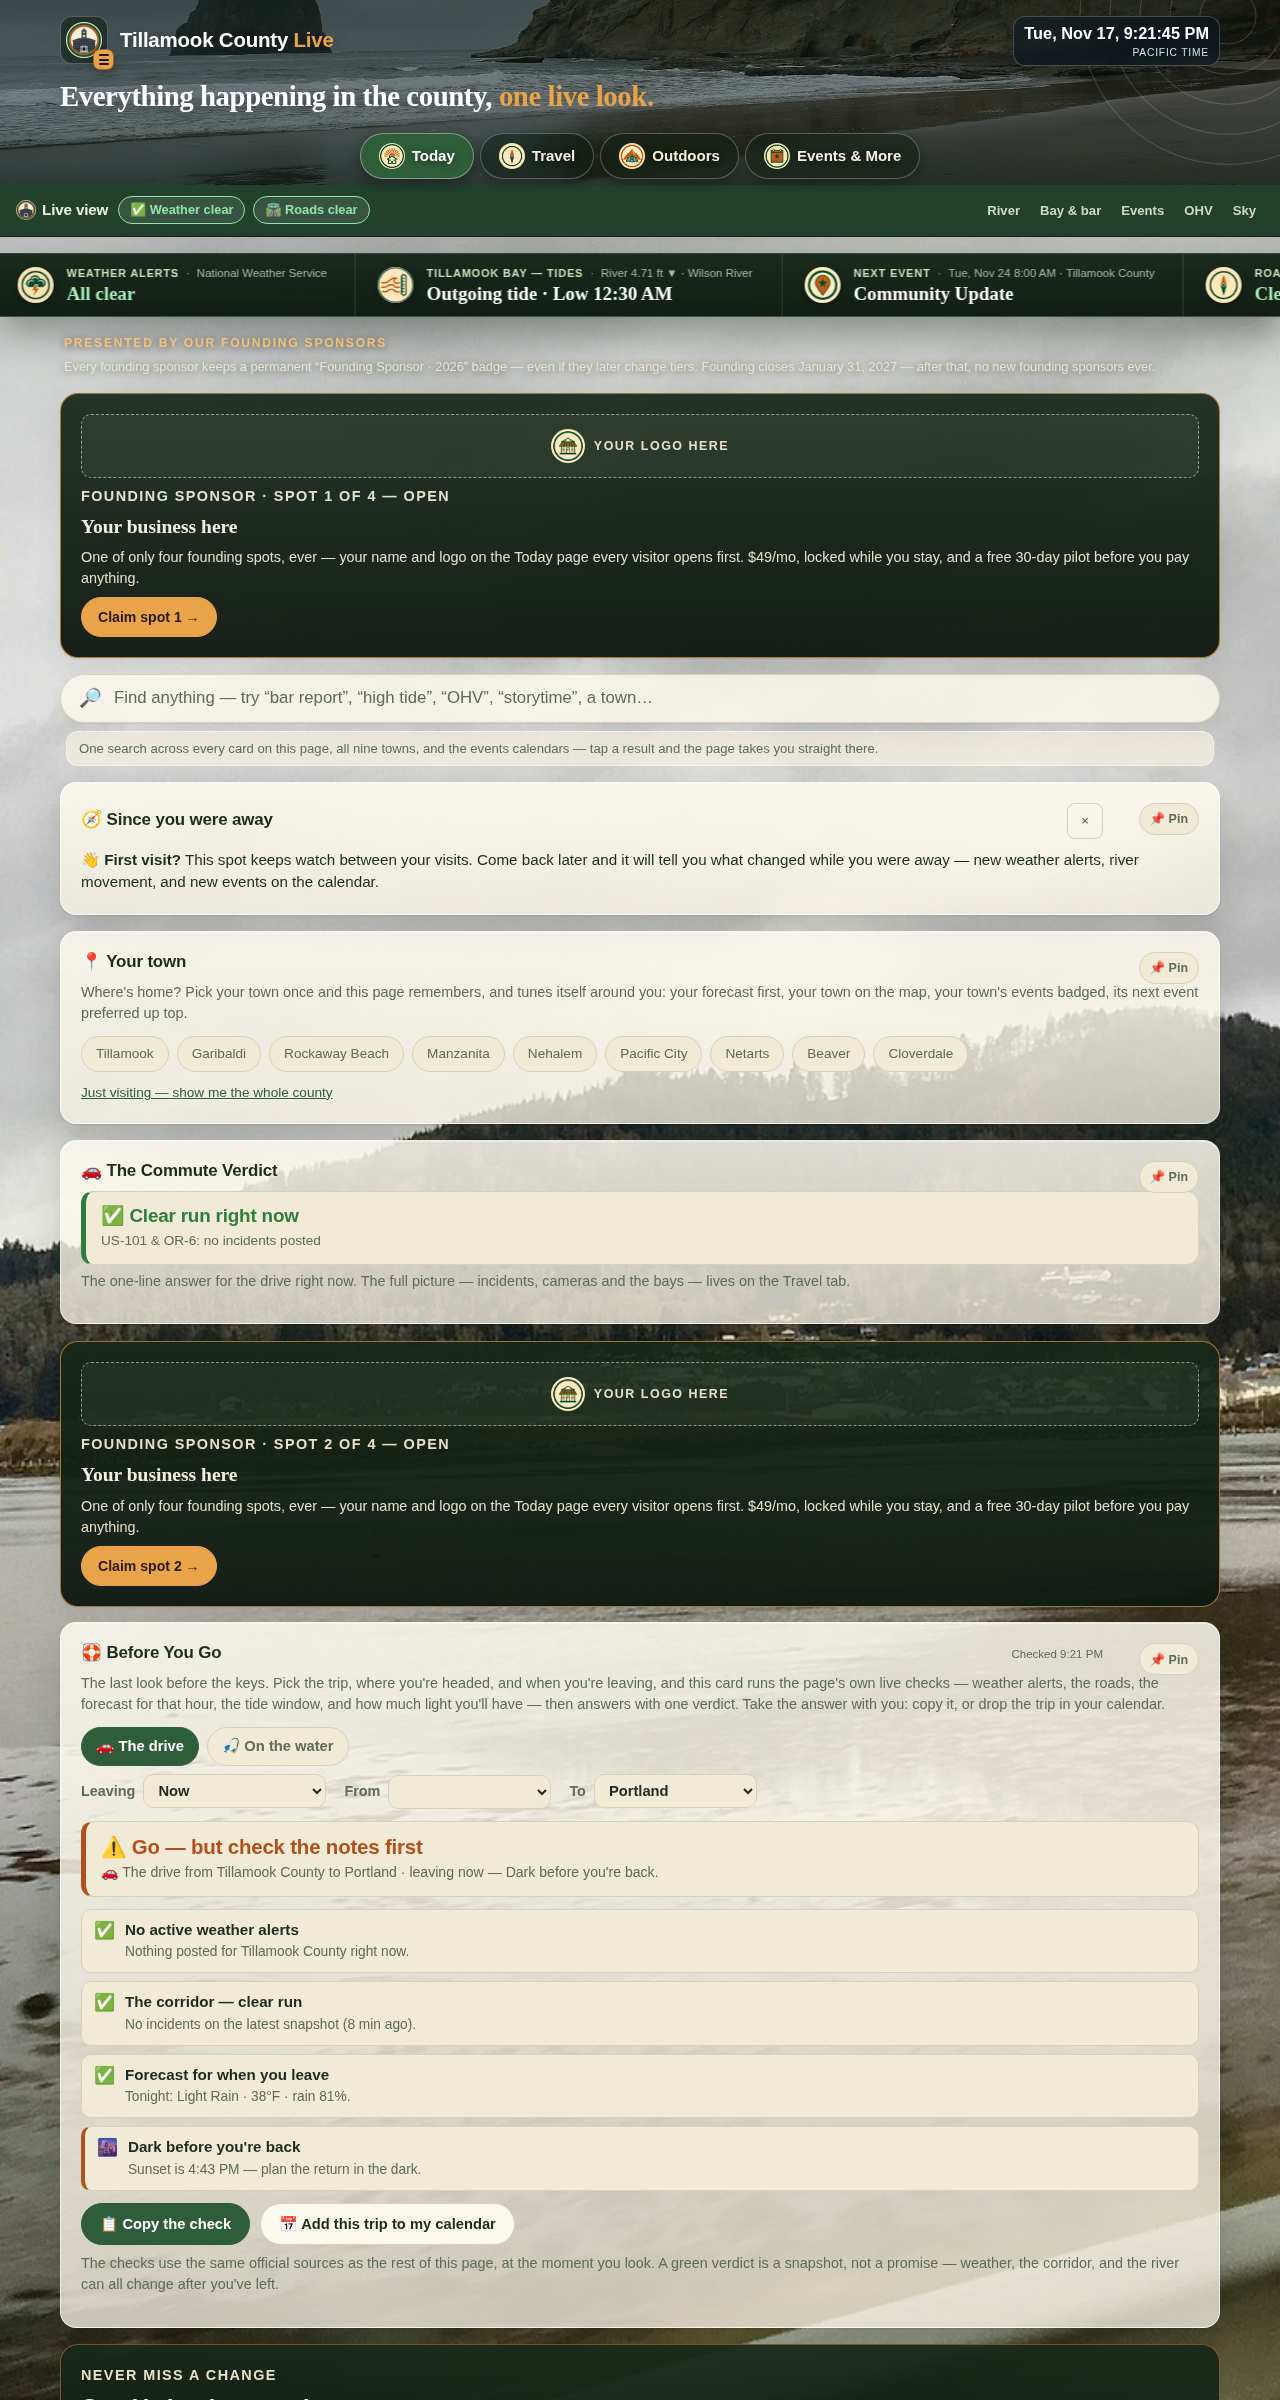 Tillamook County Live
Tue, Nov 17, 9:21:45 PM
PACIFIC TIME
Everything happening in the county, one live look.
Today
Travel
Outdoors
Events & More
Live view
✅ Weather clear
🛣️ Roads clear
River
Bay & bar
Events
OHV
Sky
WEATHER ALERTS · National Weather Service
All clear
TILLAMOOK BAY — TIDES · River 4.71 ft ▼ · Wilson River
Outgoing tide · Low 12:30 AM
NEXT EVENT · Tue, Nov 24 8:00 AM · Tillamook County
Community Update
PRESENTED BY OUR FOUNDING SPONSORS
Every founding sponsor keeps a permanent “Founding Sponsor · 2026” badge — even if they later change tiers. Founding closes January 31, 2027 — after that, no new founding sponsors ever.
YOUR LOGO HERE
FOUNDING SPONSOR · SPOT 1 OF 4 — OPEN
Your business here
One of only four founding spots, ever — your name and logo on the Today page every visitor opens first. $49/mo, locked while you stay, and a free 30-day pilot before you pay
anything.
Claim spot 1 →
🔎 Find anything — try “bar report”, “high tide”, “OHV”, “storytime”, a town…
One search across every card on this page, all nine towns, and the events calendars — tap a result and the page takes you straight there.
🧭 Since you were away
×
📌 Pin
👋 First visit? This spot keeps watch between your visits. Come back later and it will tell you what changed while you were away — new weather alerts, river
movement, and new events on the calendar.
📍 Your town
📌 Pin
Where's home? Pick your town once and this page remembers, and tunes itself around you: your forecast first, your town on the map, your town's events badged, its next event
preferred up top.
Tillamook
Garibaldi
Rockaway Beach
Manzanita
Nehalem
Pacific City
Netarts
Beaver
Cloverdale
Just visiting — show me the whole county
🚗 The Commute Verdict
📌 Pin
✅ Clear run right now
US-101 & OR-6: no incidents posted
The one-line answer for the drive right now. The full picture — incidents, cameras and the bays — lives on the Travel tab.
YOUR LOGO HERE
FOUNDING SPONSOR · SPOT 2 OF 4 — OPEN
Your business here
One of only four founding spots, ever — your name and logo on the Today page every visitor opens first. $49/mo, locked while you stay, and a free 30-day pilot before you pay
anything.
Claim spot 2 →
🛟 Before You Go
Checked 9:21 PM
📌 Pin
The last look before the keys. Pick the trip, where you're headed, and when you're leaving, and this card runs the page's own live checks — weather alerts, the roads, the
forecast for that hour, the tide window, and how much light you'll have — then answers with one verdict. Take the answer with you: copy it, or drop the trip in your calendar.
🚗 The drive
🎣 On the water
Leaving Now
From
To Portland
⚠️ Go — but check the notes first
🚗 The drive from Tillamook County to Portland · leaving now — Dark before you're back.
✅ No active weather alerts
Nothing posted for Tillamook County right now.
✅ The corridor — clear run
No incidents on the latest snapshot (8 min ago).
✅ Forecast for when you leave
Tonight: Light Rain · 38°F · rain 81%.
🌆 Dark before you're back
Sunset is 4:43 PM — plan the return in the dark.
📋 Copy the check
📅 Add this trip to my calendar
The checks use the same official sources as the rest of this page, at the moment you look. A green verdict is a snapshot, not a promise — weather, the corridor, and the river
can all change after you've left.
NEVER MISS A CHANGE